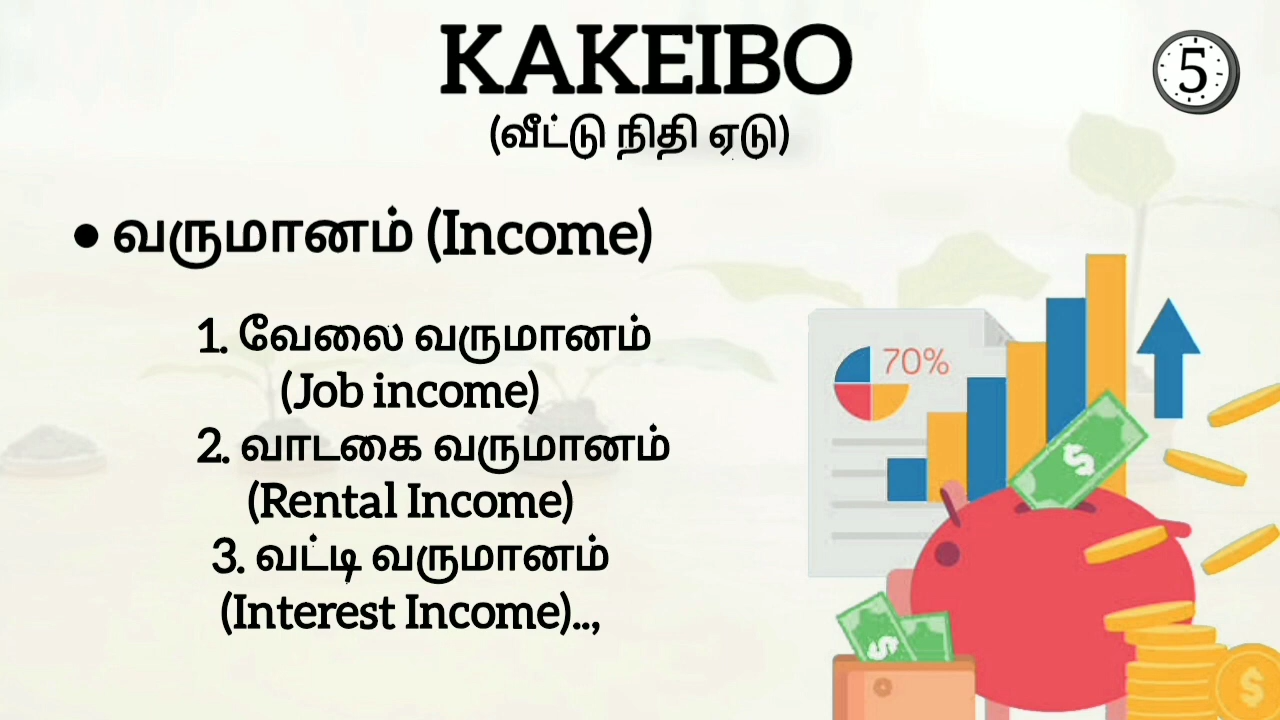 KAKEIBO
5
(வீட்டு நிதி ஏடு)
• வருமானம் (Income)
1. வேலை வருமானம்
(Job income)
2. வாடகை வருமானம்
(Rental Income)
3. வட்டி வருமானம்
(Interest Income)..,
70%
$
$
$